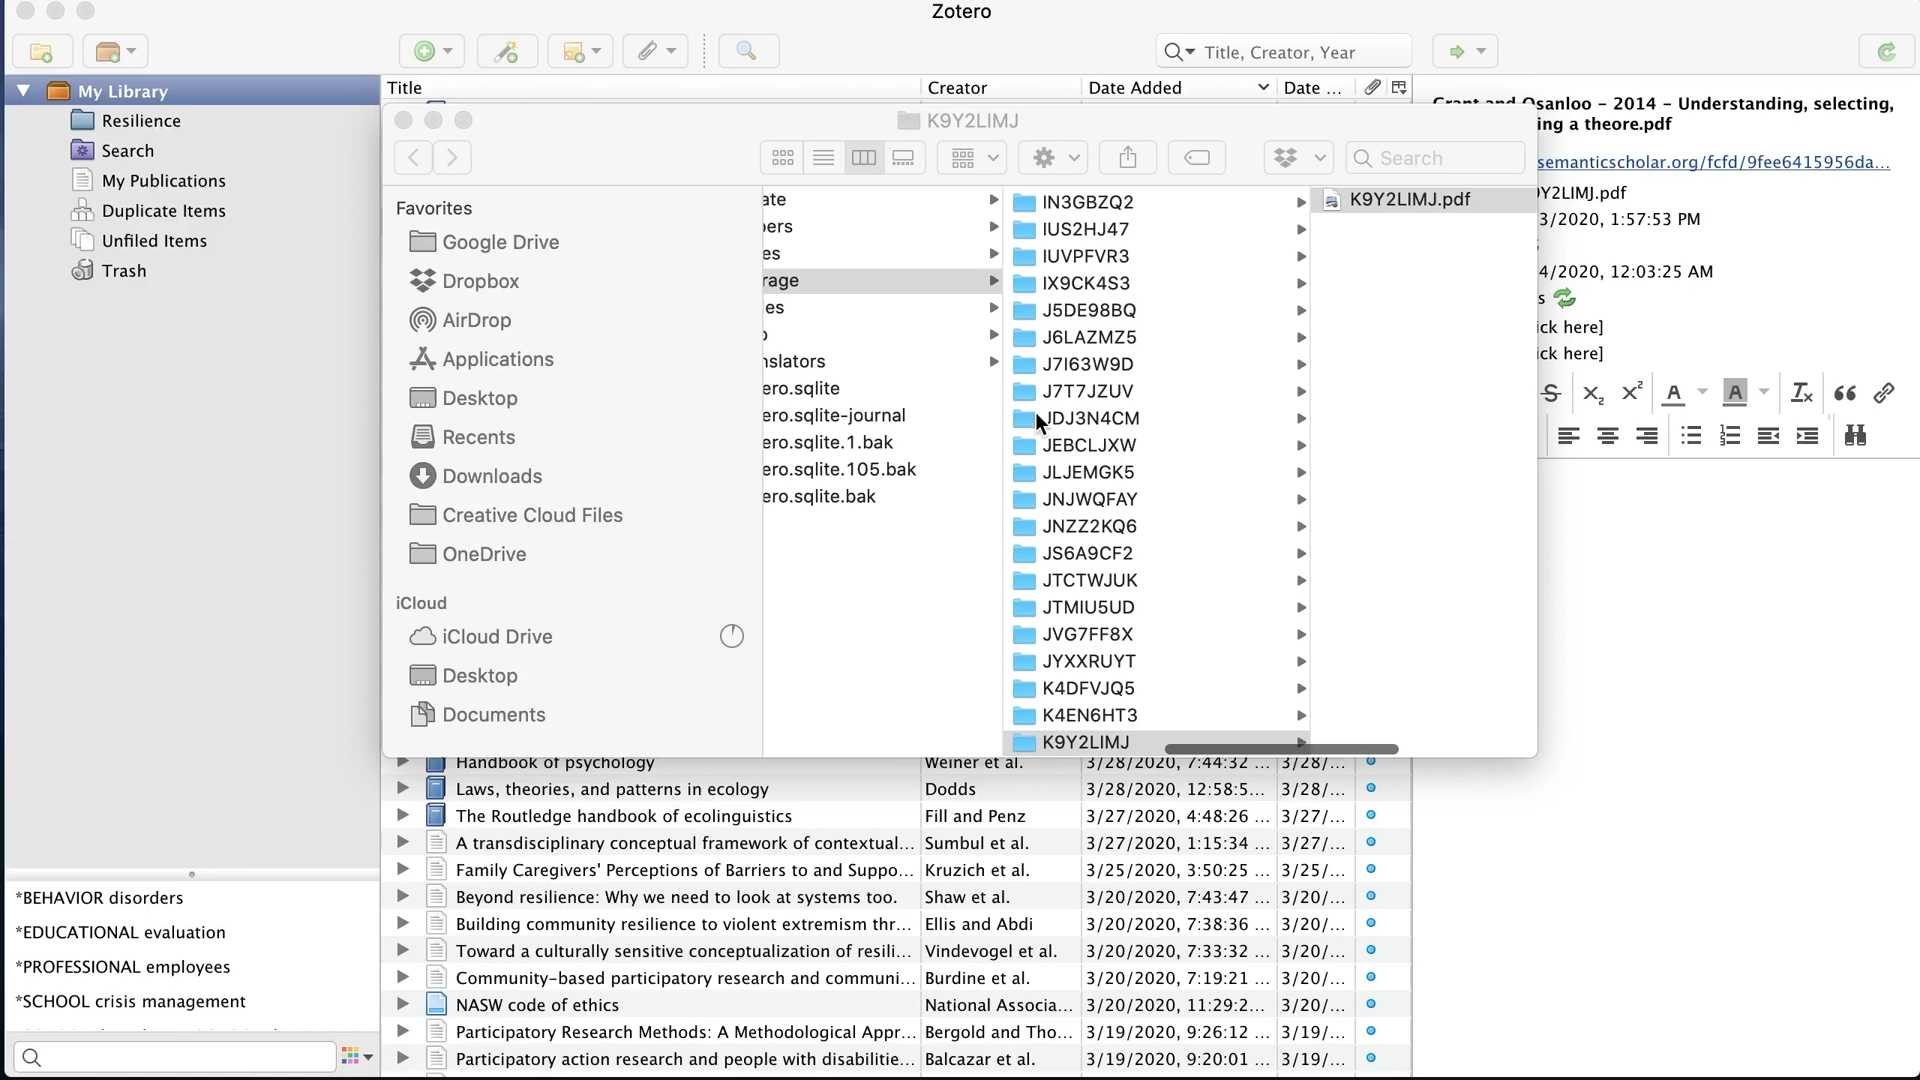 Zotero
Title, Creator, Year
My Library
Resilience
Search
My Publications
Duplicate Items
Unfiled Items
Trash
*BEHAVIOR disorders
*EDUCATIONAL evaluation
*PROFESSIONAL employees
*SCHOOL crisis management
Title Creator Date Added Date ...
K9Y2LIMJ
Search
Favorites
Google Drive
Dropbox
AirDrop
Applications
Desktop
Recents
Downloads
Creative Cloud Files
OneDrive
iCloud
iCloud Drive
Desktop
Documents
ate
ers
es
rage
es
nslators
ero.sqlite
ero.sqlite-journal
ero.sqlite.1.bak
ero.sqlite.105.bak
ero.sqlite.bak
IN3GBZQ2
IUS2HJ47
IUVPFVR3
IX9CK4S3
J5DE98BQ
J6LAZMZ5
J7I63W9D
J7T7JZUV
JDJ3N4CM
JEBCLJXW
JLJEMGK5
JNJWQFAY
JNZZ2KQ6
JS6A9CF2
JTCTWJUK
JTMIU5UD
JVG7FF8X
JYXXRUYT
K4DFVJQ5
K4EN6HT3
K9Y2LIMJ
K9Y2LIMJ.pdf
Handbook of psychology Weiner et al. 3/28/2020, 7:44:32 ... 3/28/...
Laws, theories, and patterns in ecology Dodds 3/28/2020, 12:58:5... 3/28/...
The Routledge handbook of ecolinguistics Fill and Penz 3/27/2020, 4:48:26 ... 3/27/...
A transdisciplinary conceptual framework of contextual... Sumbul et al. 3/27/2020, 1:15:34 ... 3/27/...
Family Caregivers' Perceptions of Barriers to and Suppo... Kruzich et al. 3/25/2020, 3:50:25 ... 3/25/...
Beyond resilience: Why we need to look at systems too. Shaw et al. 3/20/2020, 7:43:47 ... 3/20/...
Building community resilience to violent extremism thr... Ellis and Abdi 3/20/2020, 7:38:36 ... 3/20/...
Toward a culturally sensitive conceptualization of resili... Vindevogel et al. 3/20/2020, 7:33:32 ... 3/20/...
Community-based participatory research and communi... Burdine et al. 3/20/2020, 7:19:21 ... 3/20/...
NASW code of ethics National Associa... 3/20/2020, 11:29:2... 3/20/...
Participatory Research Methods: A Methodological Appr... Bergold and Tho... 3/19/2020, 9:26:12 ... 3/19/...
Participatory action research and people with disabilitie... Balcazar et al. 3/19/2020, 9:20:01 ... 3/19/...
Grant and Osanloo - 2014 - Understanding, selecting,
ing a theore.pdf
semanticscholar.org/fcfd/9fee6415956da...
Y2LIMJ.pdf
3/2020, 1:57:53 PM
4/2020, 12:03:25 AM
s
ick here]
ick here]